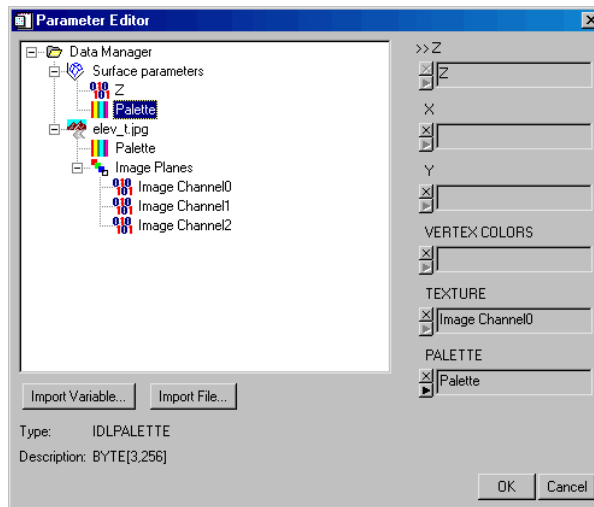 Parameter Editor
Data Manager
Surface parameters
Z
Palette
elev_t.jpg
Palette
Image Planes
Image Channel0
Image Channel1
Image Channel2
Import Variable...
Import File...
Type: IDLPALETTE
Description: BYTE[3,256]
>>Z
Z
X
Y
VERTEX COLORS
TEXTURE
Image Channel0
PALETTE
Palette
OK
Cancel